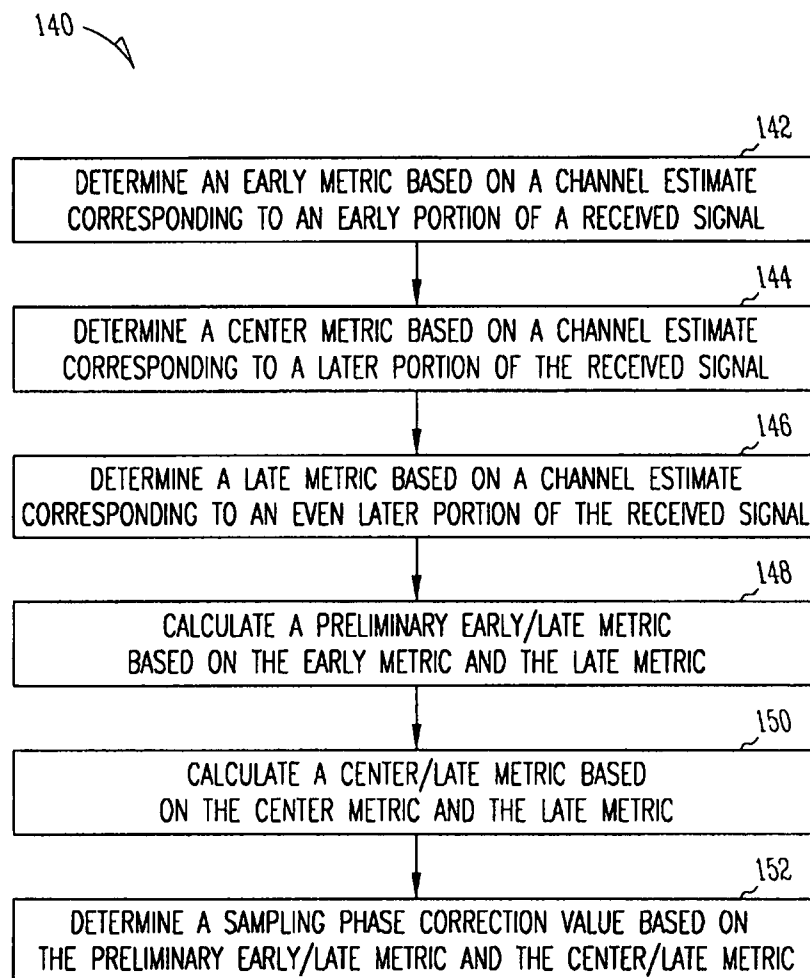 140
142
DETERMINE AN EARLY METRIC BASED ON A CHANNEL ESTIMATE
CORRESPONDING TO AN EARLY PORTION OF A RECEIVED SIGNAL
144
DETERMINE A CENTER METRIC BASED ON A CHANNEL ESTIMATE
CORRESPONDING TO A LATER PORTION OF THE RECEIVED SIGNAL
146
DETERMINE A LATE METRIC BASED ON A CHANNEL ESTIMATE
CORRESPONDING TO AN EVEN LATER PORTION OF THE RECEIVED SIGNAL
148
CALCULATE A PRELIMINARY EARLY/LATE METRIC
BASED ON THE EARLY METRIC AND THE LATE METRIC
150
CALCULATE A CENTER/LATE METRIC BASED
ON THE CENTER METRIC AND THE LATE METRIC
152
DETERMINE A SAMPLING PHASE CORRECTION VALUE BASED ON
THE PRELIMINARY EARLY/LATE METRIC AND THE CENTER/LATE METRIC